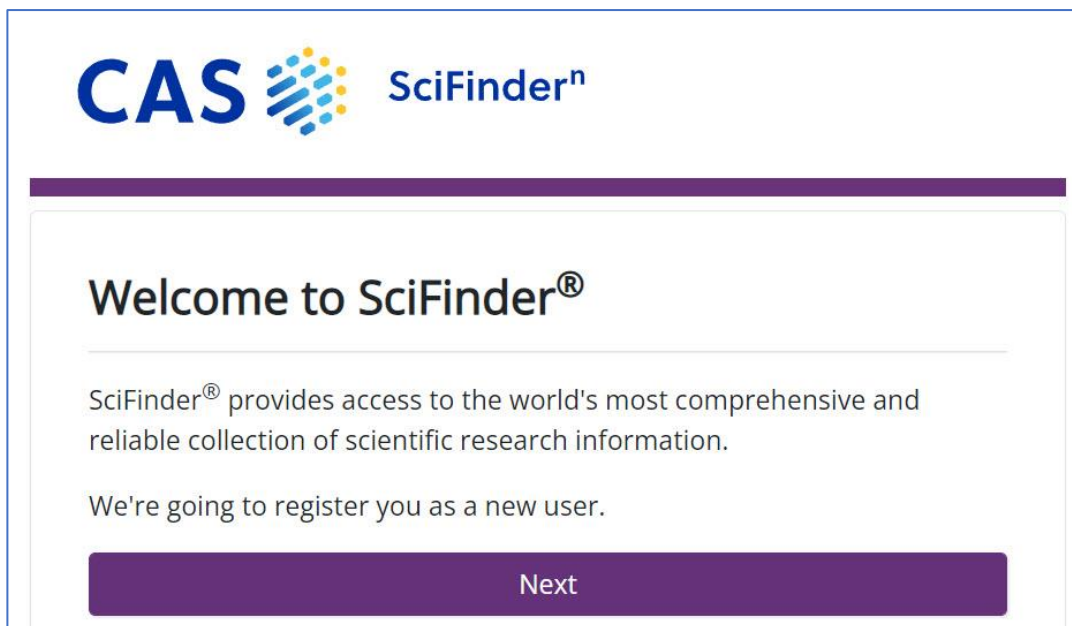 CAS SciFinderⁿ
Welcome to SciFinder®
SciFinder® provides access to the world's most comprehensive and
reliable collection of scientific research information.
We're going to register you as a new user.
Next